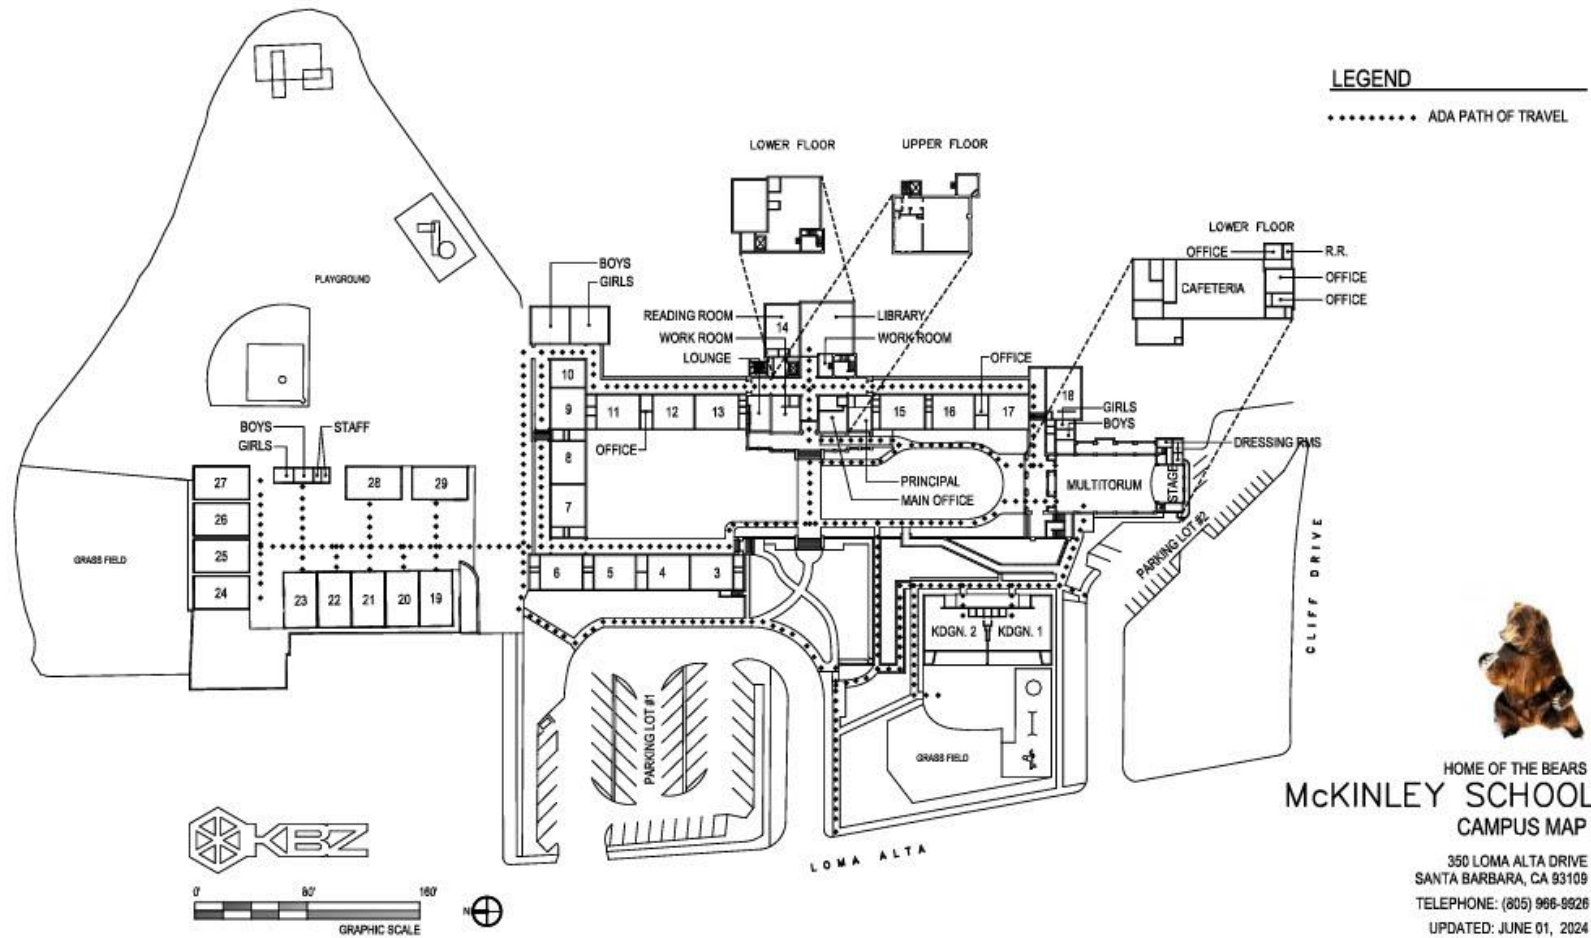 LEGEND
ADA PATH OF TRAVEL
LOWER FLOOR
UPPER FLOOR
LOWER FLOOR
OFFICE
R.R.
OFFICE
CAFETERIA
OFFICE
BOYS
GIRLS
PLAYGROUND
READING ROOM
14
LIBRARY
WORK ROOM
WORK ROOM
LOUNGE
OFFICE
10
18
9
11
12
13
15
16
17
GIRLS
BOYS
BOYS
STAFF
GIRLS
OFFICE
DRESSING RMS
8
27
28
29
PRINCIPAL
MULTITORUM
STAGE
MAIN OFFICE
7
26
PARKING LOT #2
CLIFF DRIVE
GRASS FIELD
25
6
5
4
3
24
23
22
21
20
19
KDGN. 2
KDGN. 1
PARKING LOT #1
GRASS FIELD
LOMA ALTA
KBZ
0'
80'
160'
GRAPHIC SCALE
N
HOME OF THE BEARS
McKINLEY SCHOOL
CAMPUS MAP
350 LOMA ALTA DRIVE
SANTA BARBARA, CA 93109
TELEPHONE: (805) 966-9926
UPDATED: JUNE 01, 2024